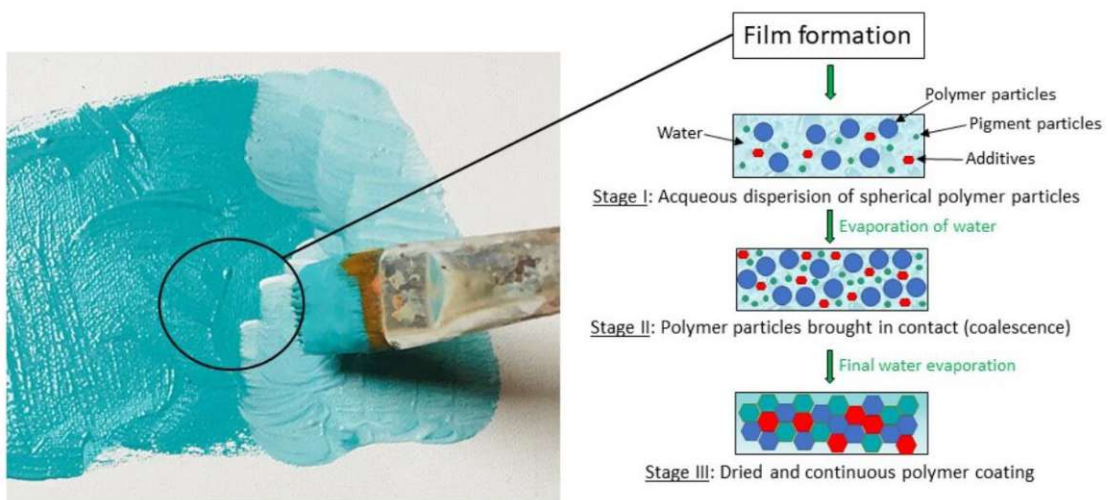 Film formation
Polymer particles
Pigment particles
Water
Additives
Stage I: Acqueous disperision of spherical polymer particles
Evaporation of water
Stage II: Polymer particles brought in contact (coalescence)
Final water evaporation
Stage III: Dried and continuous polymer coating